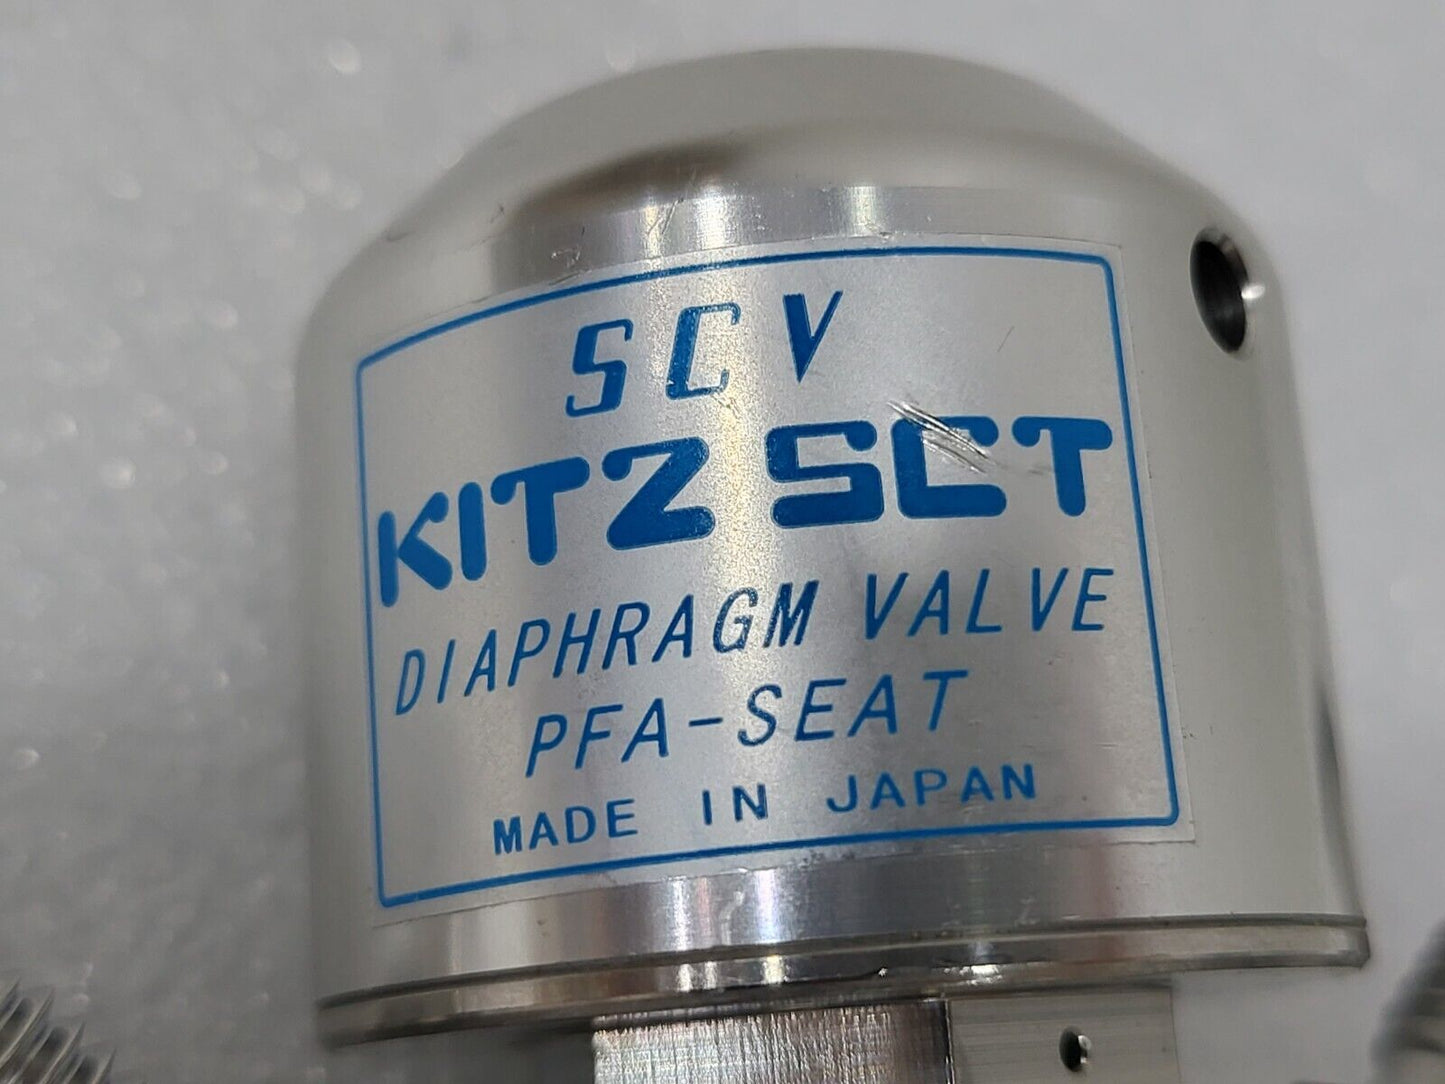 SCV
KITZ SCT
DIAPHRAGM VALVE
PFA-SEAT
MADE IN JAPAN